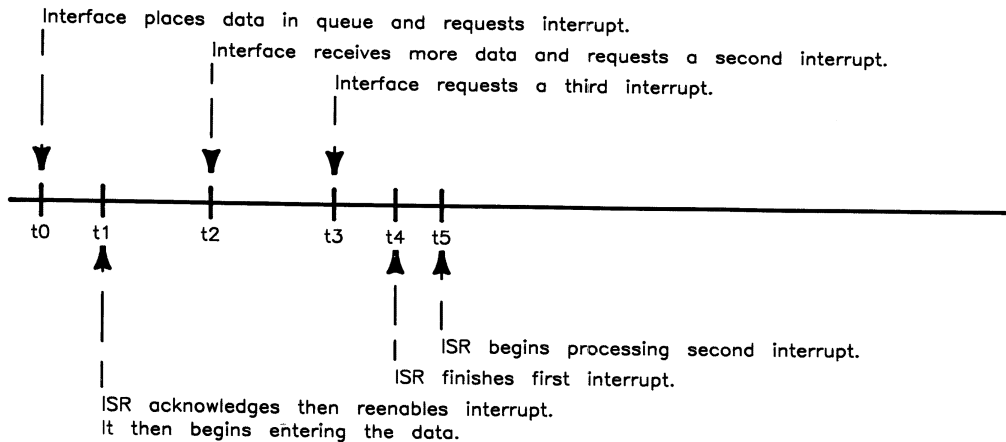 Interface places data in queue and requests interrupt.
Interface receives more data and requests a second interrupt.
Interface requests a third interrupt.
t0 t1 t2 t3 t4 t5
ISR begins processing second interrupt.
ISR finishes first interrupt.
ISR acknowledges then reenables interrupt.
It then begins entering the data.